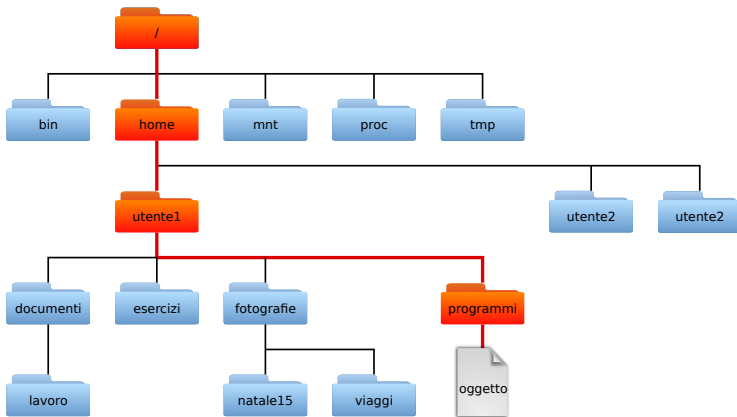 /
bin
home
mnt
proc
tmp
utente1
utente2
utente2
documenti
esercizi
fotografie
programmi
lavoro
natale15
viaggi
oggetto